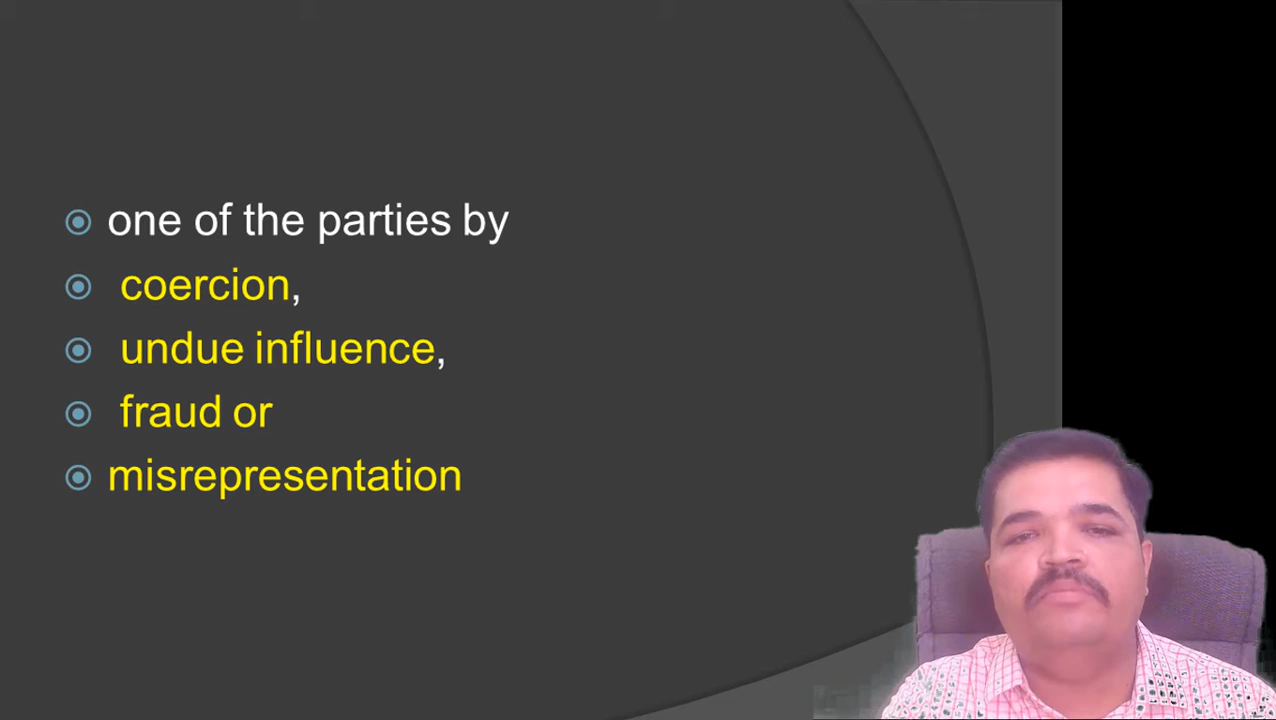 one of the parties by
coercion,
undue influence,
fraud or
misrepresentation